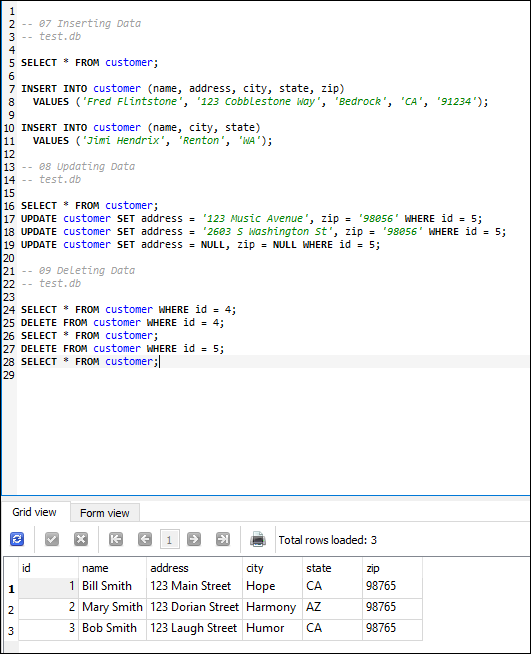 1
2 -- 07 Inserting Data
3 -- test.db
4
5 SELECT * FROM customer;
6
7 INSERT INTO customer (name, address, city, state, zip)
8 VALUES ('Fred Flintstone', '123 Cobblestone Way', 'Bedrock', 'CA', '91234');
9
10 INSERT INTO customer (name, city, state)
11 VALUES ('Jimi Hendrix', 'Renton', 'WA');
12
13 -- 08 Updating Data
14 -- test.db
15
16 SELECT * FROM customer;
17 UPDATE customer SET address = '123 Music Avenue', zip = '98056' WHERE id = 5;
18 UPDATE customer SET address = '2603 S Washington St', zip = '98056' WHERE id = 5;
19 UPDATE customer SET address = NULL, zip = NULL WHERE id = 5;
20
21 -- 09 Deleting Data
22 -- test.db
23
24 SELECT * FROM customer WHERE id = 4;
25 DELETE FROM customer WHERE id = 4;
26 SELECT * FROM customer;
27 DELETE FROM customer WHERE id = 5;
28 SELECT * FROM customer;
29
Grid view Form view
1 Total rows loaded: 3
id name address city state zip
1 1 Bill Smith 123 Main Street Hope CA 98765
2 2 Mary Smith 123 Dorian Street Harmony AZ 98765
3 3 Bob Smith 123 Laugh Street Humor CA 98765